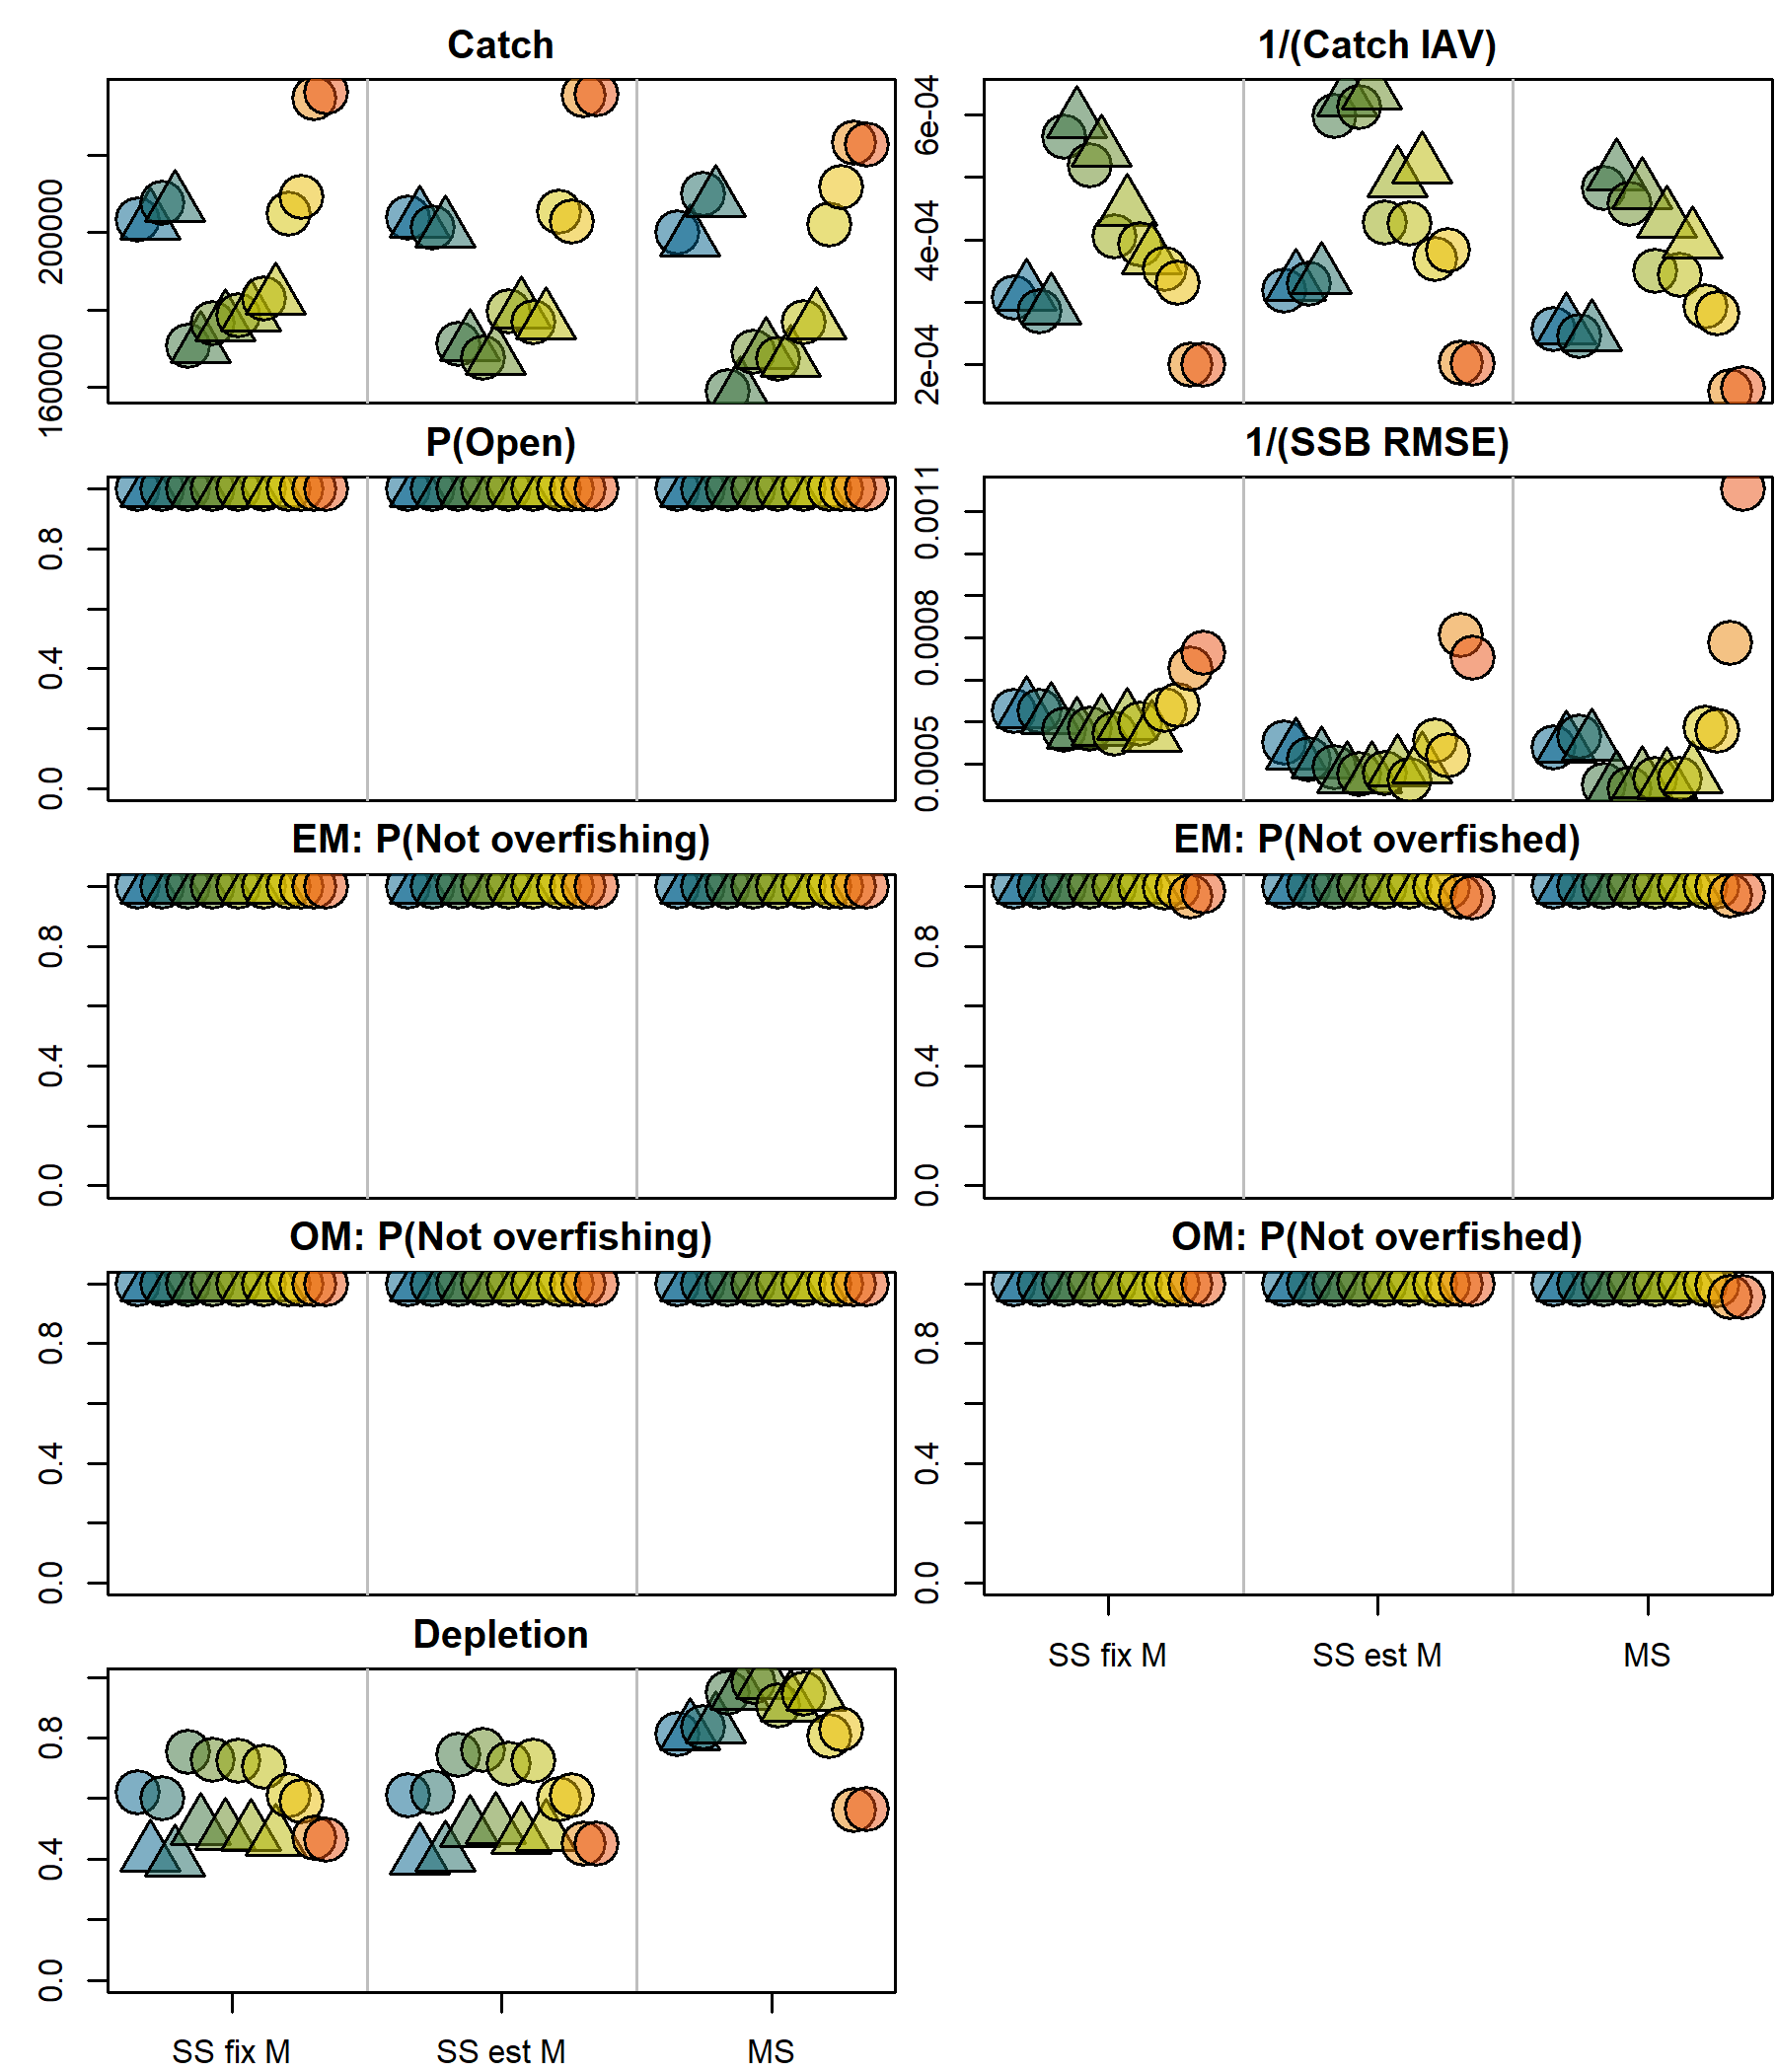 Catch
1/(Catch IAV)
160000 200000
2e-04 4e-04 6e-04
P(Open)
1/(SSB RMSE)
0.0 0.4 0.8
0.0005 0.0008 0.0011
EM: P(Not overfishing)
EM: P(Not overfished)
0.0 0.4 0.8
0.0 0.4 0.8
OM: P(Not overfishing)
OM: P(Not overfished)
0.0 0.4 0.8
0.0 0.4 0.8
SS fix M SS est M MS
Depletion
0.0 0.4 0.8
SS fix M SS est M MS